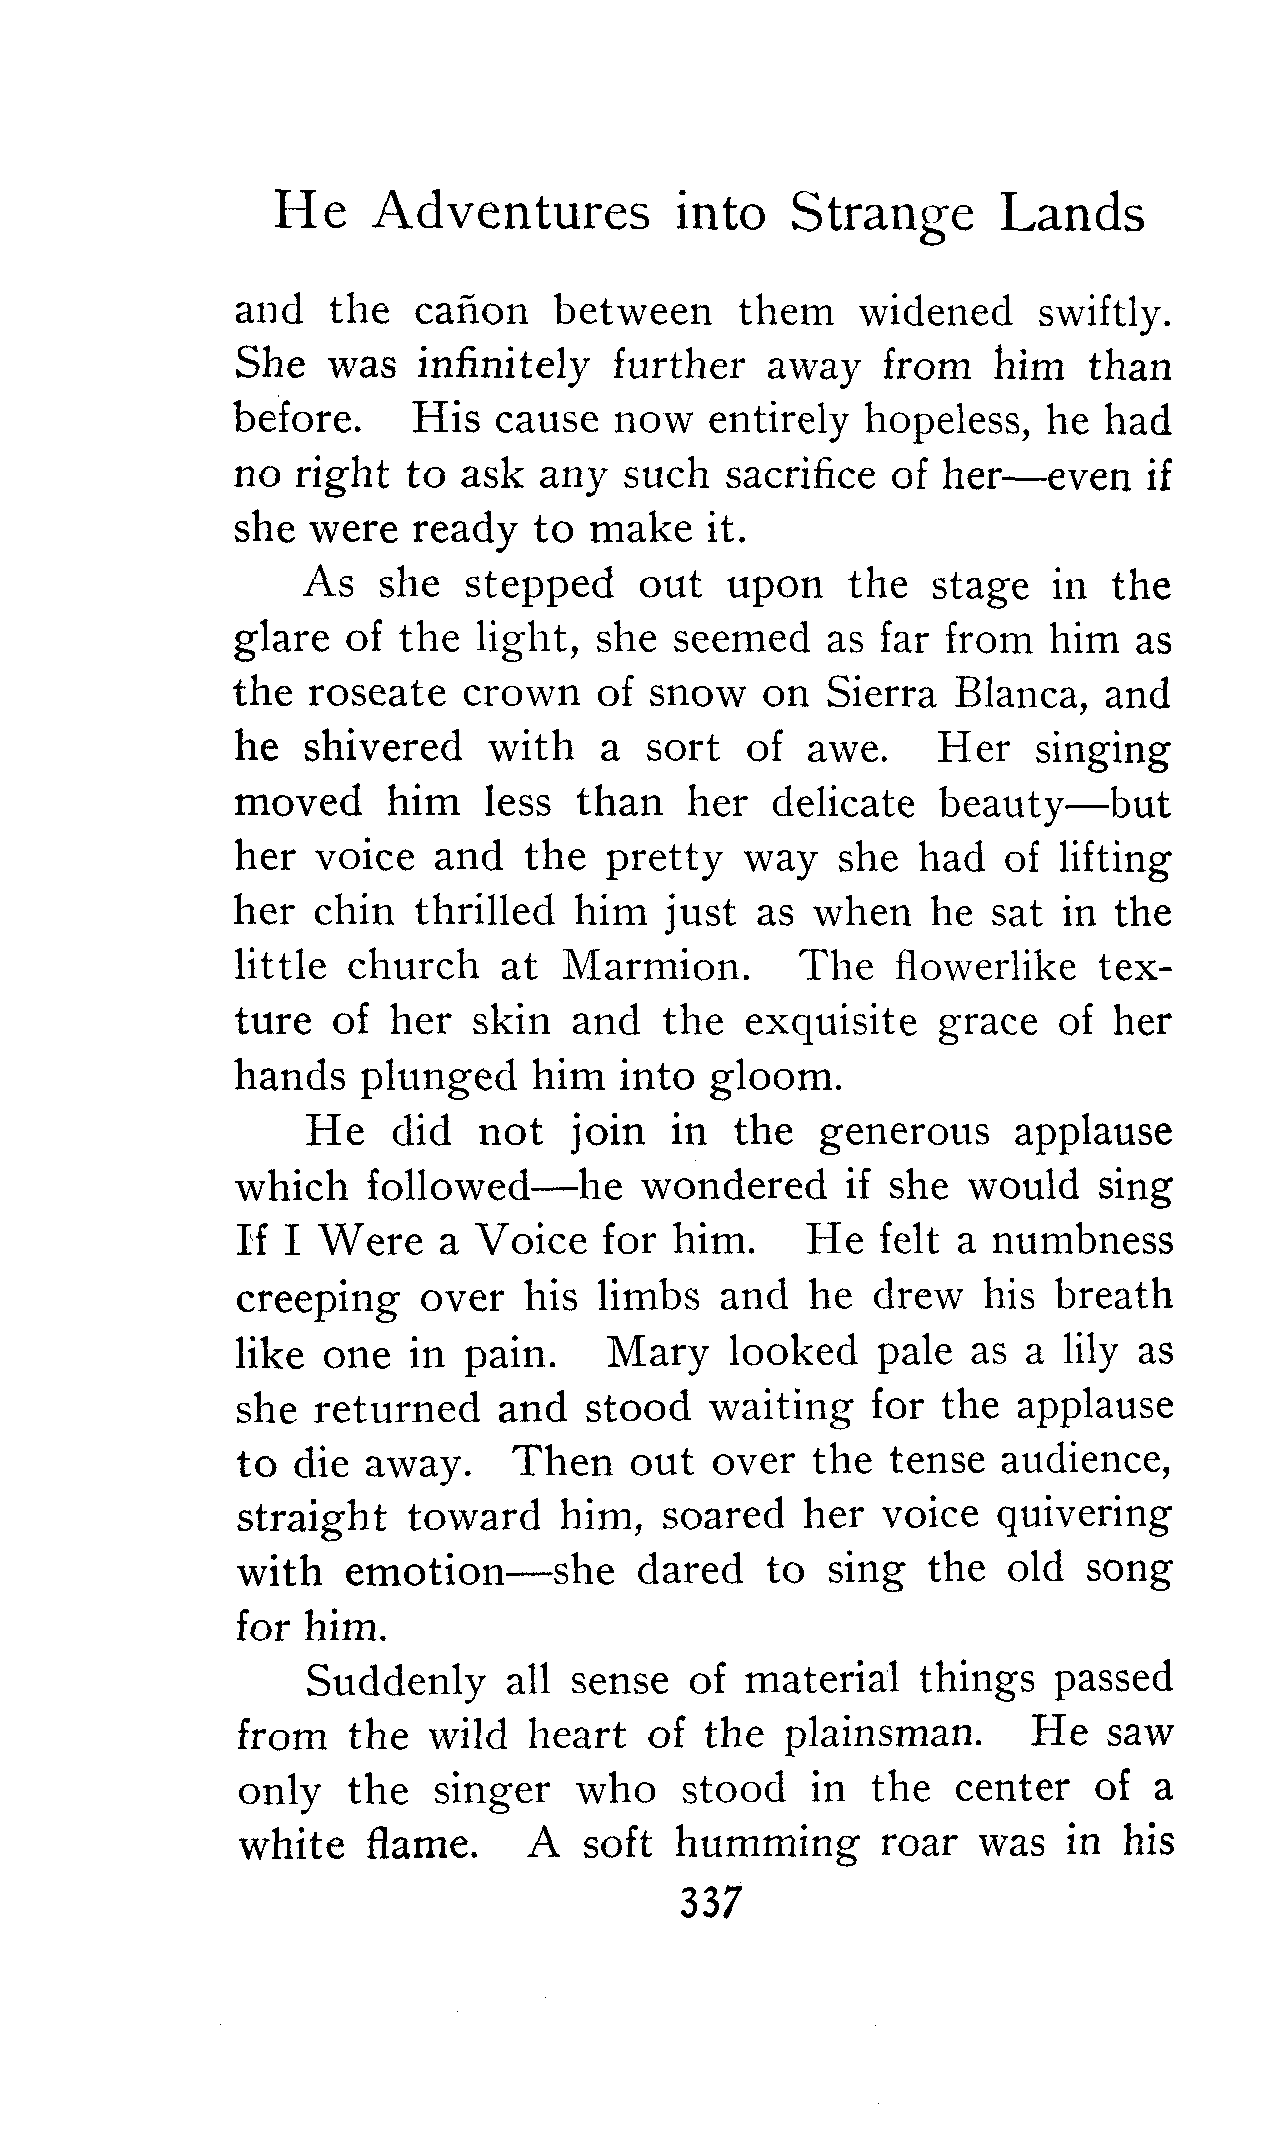 He Adventures into Strange Lands
and the cañon between them widened swiftly.
She was infinitely further away from him than
before. His cause now entirely hopeless, he had
no right to ask any such sacrifice of her—even if
she were ready to make it.
As she stepped out upon the stage in the
glare of the light, she seemed as far from him as
the roseate crown of snow on Sierra Blanca, and
he shivered with a sort of awe. Her singing
moved him less than her delicate beauty—but
her voice and the pretty way she had of lifting
her chin thrilled him just as when he sat in the
little church at Marmion. The flowerlike tex-
ture of her skin and the exquisite grace of her
hands plunged him into gloom.
He did not join in the generous applause
which followed—he wondered if she would sing
If I Were a Voice for him. He felt a numbness
creeping over his limbs and he drew his breath
like one in pain. Mary looked pale as a lily as
she returned and stood waiting for the applause
to die away. Then out over the tense audience,
straight toward him, soared her voice quivering
with emotion—she dared to sing the old song
for him.
Suddenly all sense of material things passed
from the wild heart of the plainsman. He saw
only the singer who stood in the center of a
white flame. A soft humming roar was in his
337